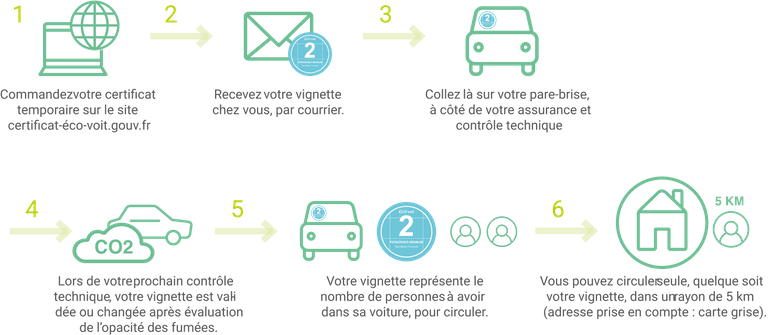 1
2
3
2
2
Commandezvotre certificat
temporaire sur le site
certificat-éco-voit.gouv.fr
Recevez votre vignette
chez vous, par courrier.
Collez là sur votre pare-brise,
à côté de votre assurance et
contrôle technique
4
5
6
CO2
2
2
5 KM
Lors de votreprochain contrôle
technique, votre vignette est vali
dée ou changée après évaluation
de l'opacité des fumées.
Votre vignette représente le
nombre de personnes à avoir
dans sa voiture, pour circuler.
Vous pouvez circulerseule, quelque soit
votre vignette, dans unrayon de 5 km
(adresse prise en compte : carte grise).